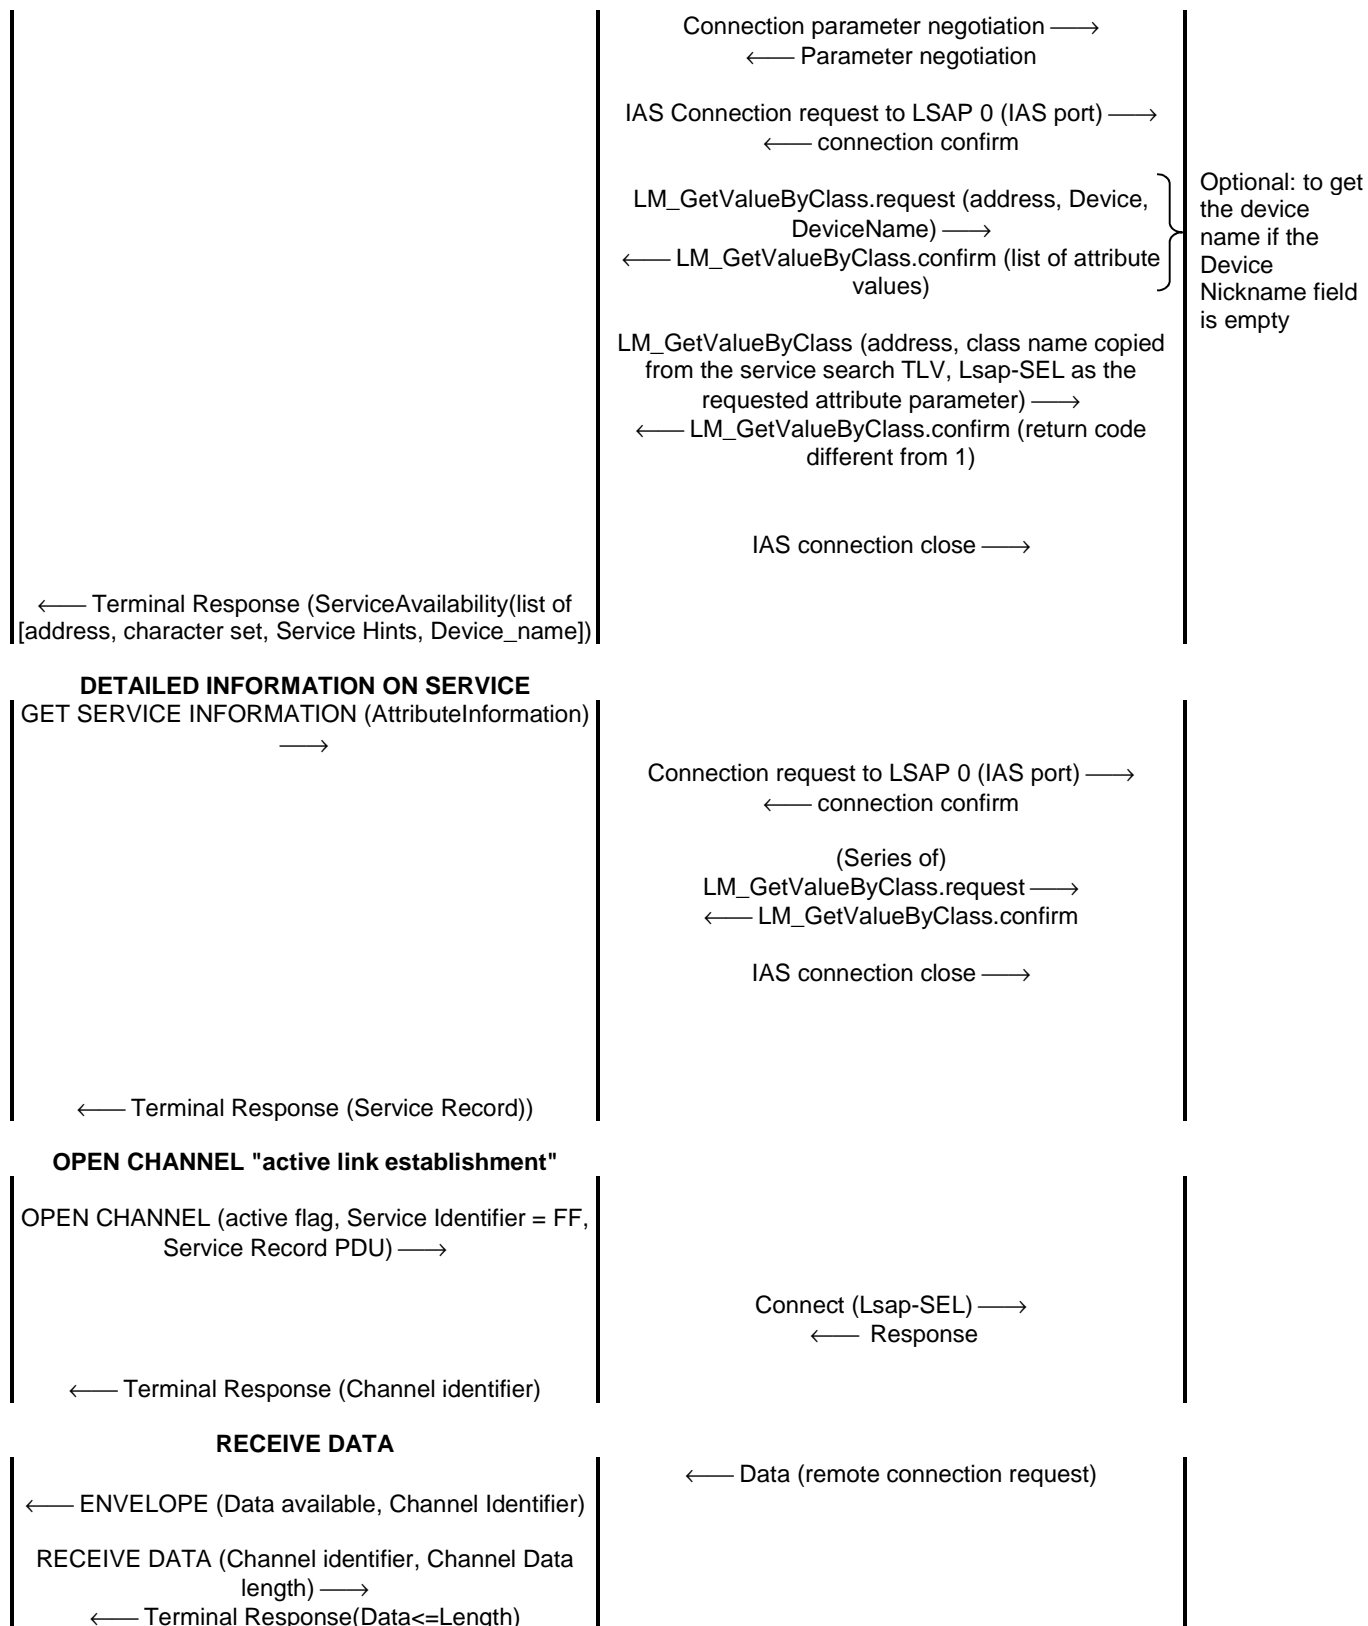 Connection parameter negotiation ⟶
⟵ Parameter negotiation
IAS Connection request to LSAP 0 (IAS port) ⟶
⟵ connection confirm
LM_GetValueByClass.request (address, Device,
DeviceName) ⟶
⟵ LM_GetValueByClass.confirm (list of attribute
values)
Optional: to get
the device
name if the
Device
Nickname field
is empty
LM_GetValueByClass (address, class name copied
from the service search TLV, Lsap-SEL as the
requested attribute parameter) ⟶
⟵ LM_GetValueByClass.confirm (return code
different from 1)
IAS connection close ⟶
⟵ Terminal Response (ServiceAvailability(list of
[address, character set, Service Hints, Device_name])
DETAILED INFORMATION ON SERVICE
GET SERVICE INFORMATION (AttributeInformation)
⟶
Connection request to LSAP 0 (IAS port) ⟶
⟵ connection confirm
(Series of)
LM_GetValueByClass.request ⟶
⟵ LM_GetValueByClass.confirm
IAS connection close ⟶
⟵ Terminal Response (Service Record))
OPEN CHANNEL "active link establishment"
OPEN CHANNEL (active flag, Service Identifier = FF,
Service Record PDU) ⟶
Connect (Lsap-SEL) ⟶
⟵ Response
⟵ Terminal Response (Channel identifier)
RECEIVE DATA
⟵ Data (remote connection request)
⟵ ENVELOPE (Data available, Channel Identifier)
RECEIVE DATA (Channel identifier, Channel Data
length) ⟶
⟵ Terminal Response(Data<=Length)